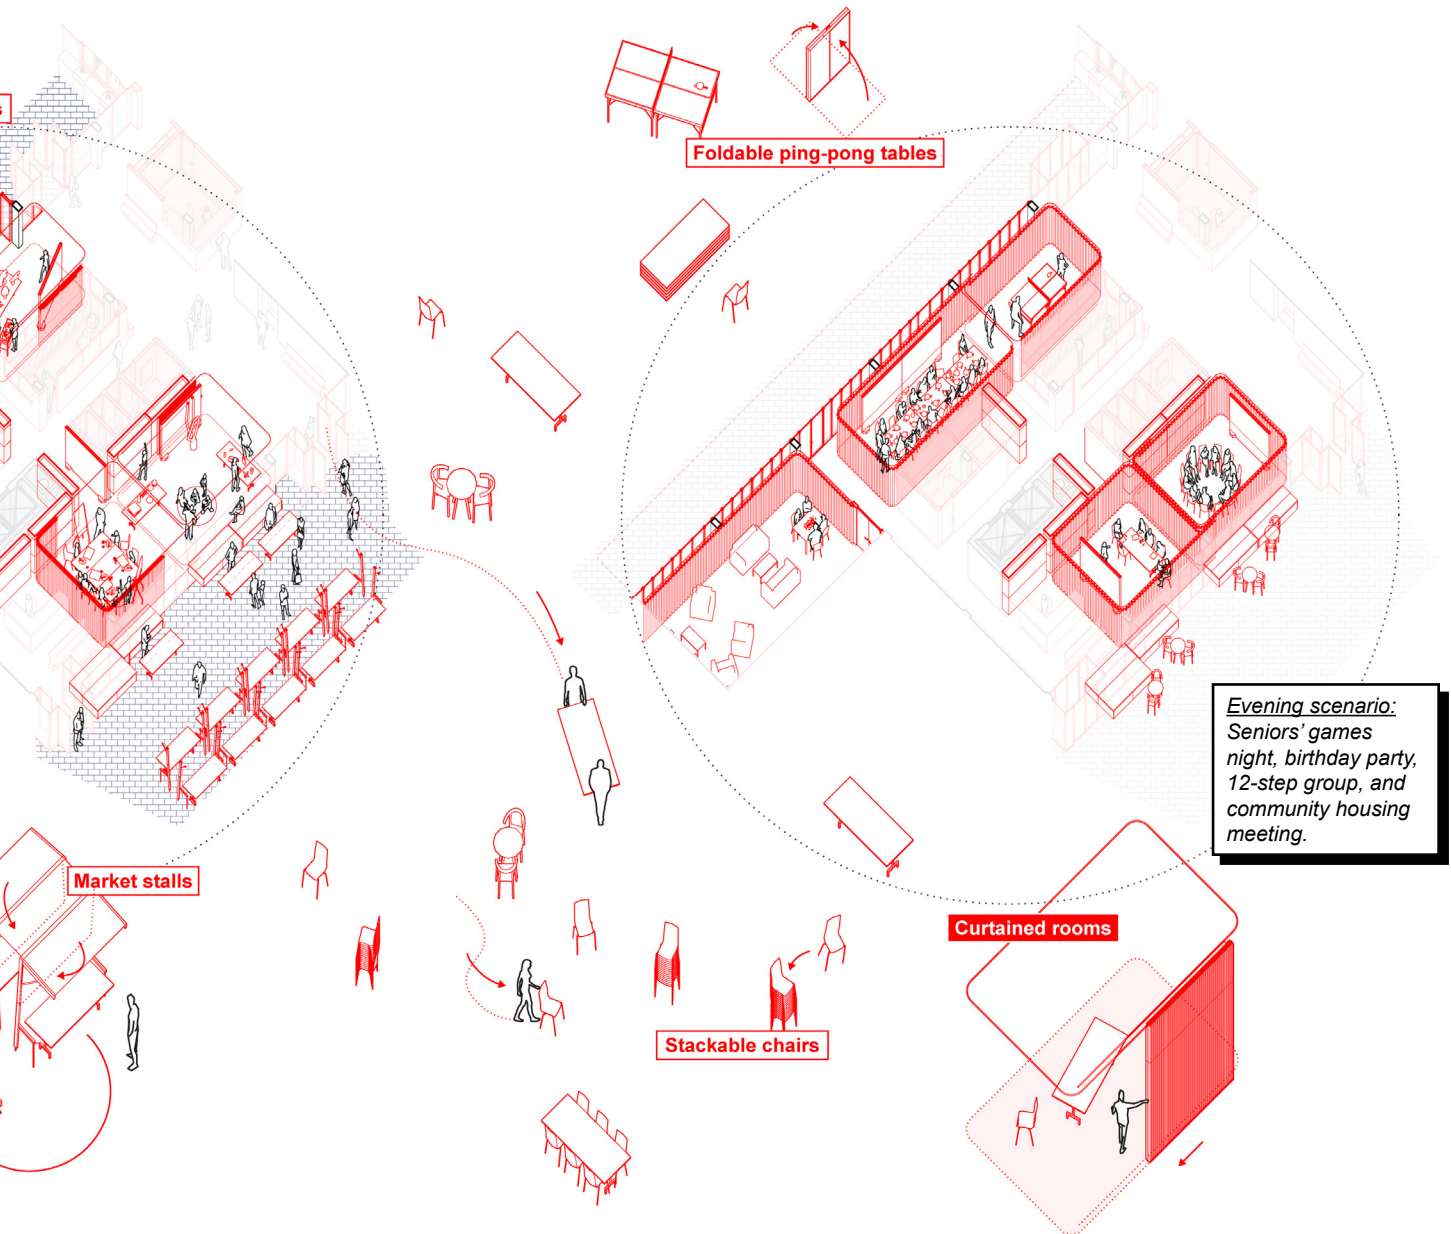 Foldable ping-pong tables
Evening scenario:
Seniors’ games
night, birthday party,
12-step group, and
community housing
meeting.
Market stalls
Curtained rooms
Stackable chairs